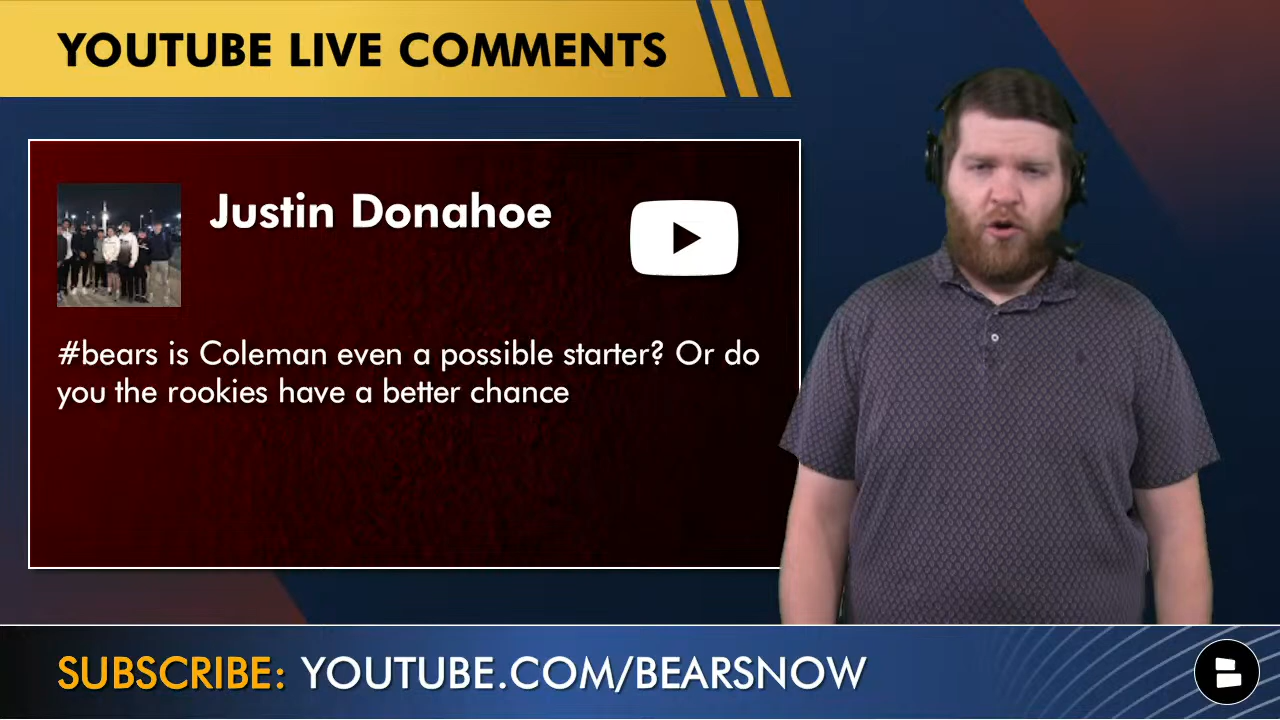 YOUTUBE LIVE COMMENTS
Justin Donahoe
#bears is Coleman even a possible starter? Or do
you the rookies have a better chance
SUBSCRIBE: YOUTUBE.COM/BEARSNOW